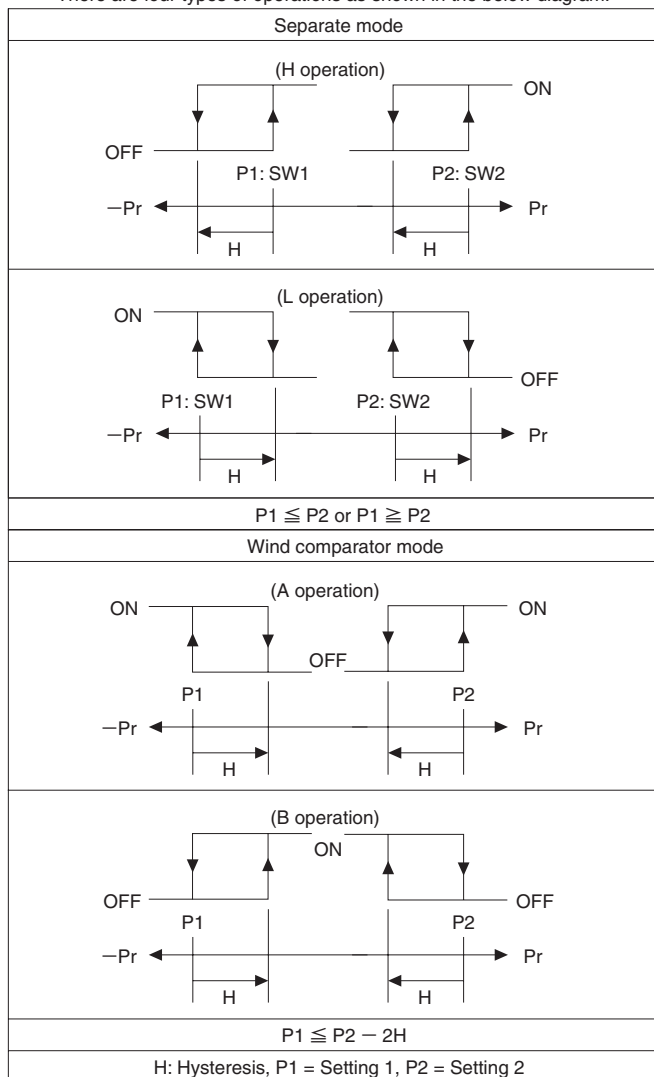 There are four types of operations as shown in the below diagram.
Separate mode
(H operation)
ON
OFF
P1: SW1 P2: SW2
−Pr Pr
H H
(L operation)
ON
OFF
P1: SW1 P2: SW2
−Pr Pr
H H
P1 ≦ P2 or P1 ≧ P2
Wind comparator mode
(A operation)
ON ON
OFF
P1 P2
−Pr Pr
H H
(B operation)
ON
OFF OFF
P1 P2
−Pr Pr
H H
P1 ≦ P2 − 2H
H: Hysteresis, P1 = Setting 1, P2 = Setting 2